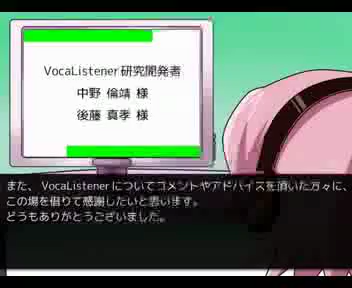 VocaListener研究開発者
中野 倫靖 様
後藤 真孝 様
また、VocaListenerについてコメントやアドバイスを頂いた方々に、
この場を借りて感謝したいと思います。
どうもありがとうございました。